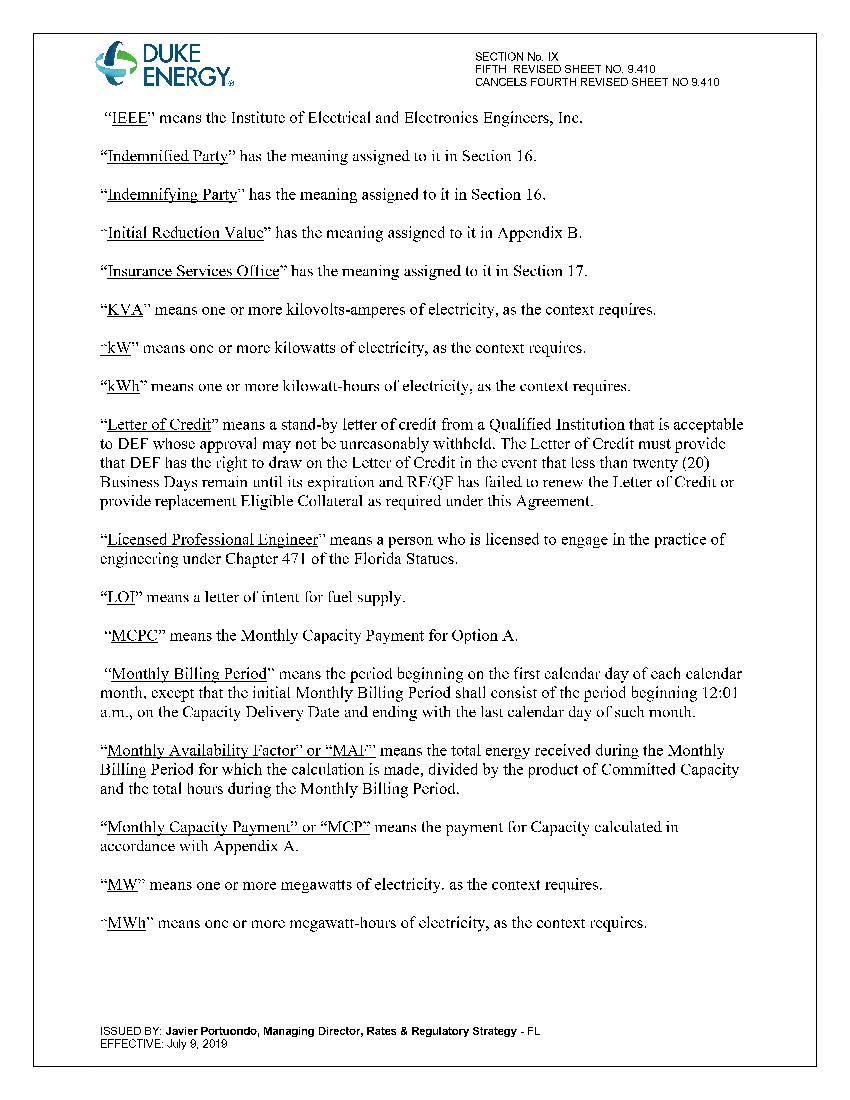 DUKE
ENERGY®
SECTION No. IX
FIFTH REVISED SHEET NO. 9.410
CANCELS FOURTH REVISED SHEET NO 9.410
“IEEE” means the Institute of Electrical and Electronics Engineers, Inc.
“Indemnified Party” has the meaning assigned to it in Section 16.
“Indemnifying Party” has the meaning assigned to it in Section 16.
“Initial Reduction Value” has the meaning assigned to it in Appendix B.
“Insurance Services Office” has the meaning assigned to it in Section 17.
“KVA” means one or more kilovolts-amperes of electricity, as the context requires.
“kW” means one or more kilowatts of electricity, as the context requires.
“kWh” means one or more kilowatt-hours of electricity, as the context requires.
“Letter of Credit” means a stand-by letter of credit from a Qualified Institution that is acceptable
to DEF whose approval may not be unreasonably withheld. The Letter of Credit must provide
that DEF has the right to draw on the Letter of Credit in the event that less than twenty (20)
Business Days remain until its expiration and RF/QF has failed to renew the Letter of Credit or
provide replacement Eligible Collateral as required under this Agreement.
“Licensed Professional Engineer” means a person who is licensed to engage in the practice of
engineering under Chapter 471 of the Florida Statues.
“LOI” means a letter of intent for fuel supply.
“MCPC” means the Monthly Capacity Payment for Option A.
“Monthly Billing Period” means the period beginning on the first calendar day of each calendar
month, except that the initial Monthly Billing Period shall consist of the period beginning 12:01
a.m., on the Capacity Delivery Date and ending with the last calendar day of such month.
“Monthly Availability Factor” or “MAF” means the total energy received during the Monthly
Billing Period for which the calculation is made, divided by the product of Committed Capacity
and the total hours during the Monthly Billing Period.
“Monthly Capacity Payment” or “MCP” means the payment for Capacity calculated in
accordance with Appendix A.
“MW” means one or more megawatts of electricity, as the context requires.
“MWh” means one or more megawatt-hours of electricity, as the context requires.
ISSUED BY: Javier Portuondo, Managing Director, Rates & Regulatory Strategy - FL
EFFECTIVE: July 9, 2019